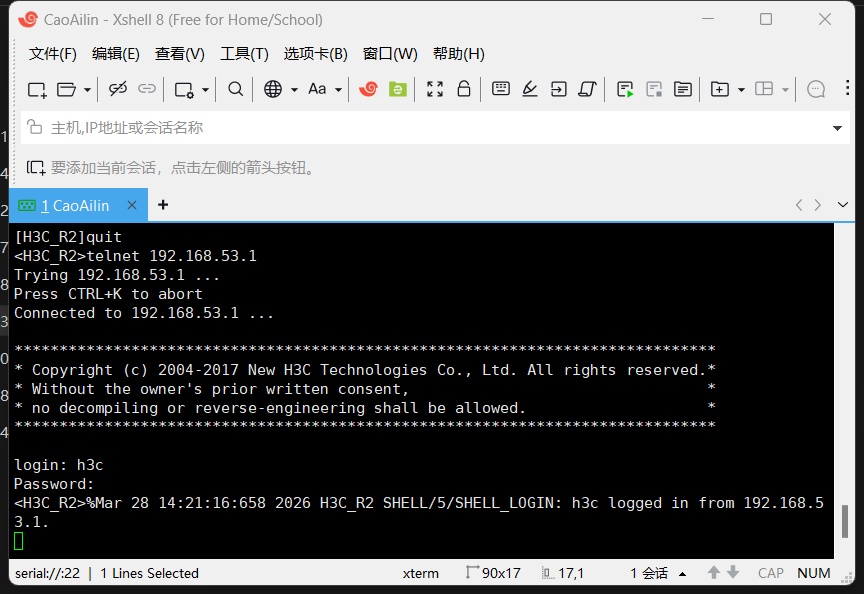 CaoAilin - Xshell 8 (Free for Home/School)
文件(F) 编辑(E) 查看(V) 工具(T) 选项卡(B) 窗口(W) 帮助(H)
Aa
主机,IP地址或会话名称
要添加当前会话，点击左侧的箭头按钮。
1 CaoAilin
[H3C_R2]quit
<H3C_R2>telnet 192.168.53.1
Trying 192.168.53.1 ...
Press CTRL+K to abort
Connected to 192.168.53.1 ...
******************************************************************************
* Copyright (c) 2004-2017 New H3C Technologies Co., Ltd. All rights reserved.*
* Without the owner's prior written consent,                                 *
* no decompiling or reverse-engineering shall be allowed.                    *
******************************************************************************
login: h3c
Password:
<H3C_R2>%Mar 28 14:21:16:658 2026 H3C_R2 SHELL/5/SHELL_LOGIN: h3c logged in from 192.168.5
3.1.
serial://:22 | 1 Lines Selected xterm 90x17 17,1 1 会话 CAP NUM